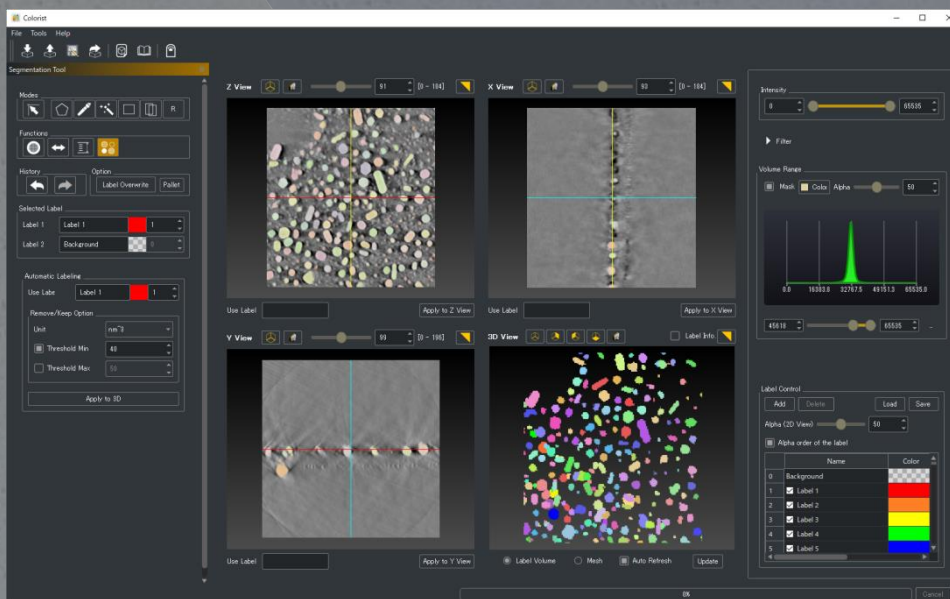 Colorist
File Tools Help
Segmentation Tool
Modes
R
Functions
History
Option
Label Overwrite
Pallet
Selected Label
Label 1 Label 1 1
Label 2 Background 0
Automatic Labeling
Use Labe Label 1 1
Remove/Keep Option
Unit nm^3
Threshold Min 40
Threshold Max 50
Apply to 3D
Z View 91 [0 - 184]
Use Label Apply to Z View
X View 93 [0 - 184]
Use Label Apply to X View
Y View 99 [0 - 198]
Use Label Apply to Y View
3D View Label Info.
Label Volume Mesh Auto Refresh Update
Intensity
0 65535
Filter
Volume Range
Mask Color Alpha 50
0.0 16383.8 32767.5 49151.3 65535.0
45618 65535
Label Control
Add Delete Load Save
Alpha (2D View) 50
Alpha order of the label
Name Color
0 Background
1 Label 1
2 Label 2
3 Label 3
4 Label 4
5 Label 5
0%
Cancel